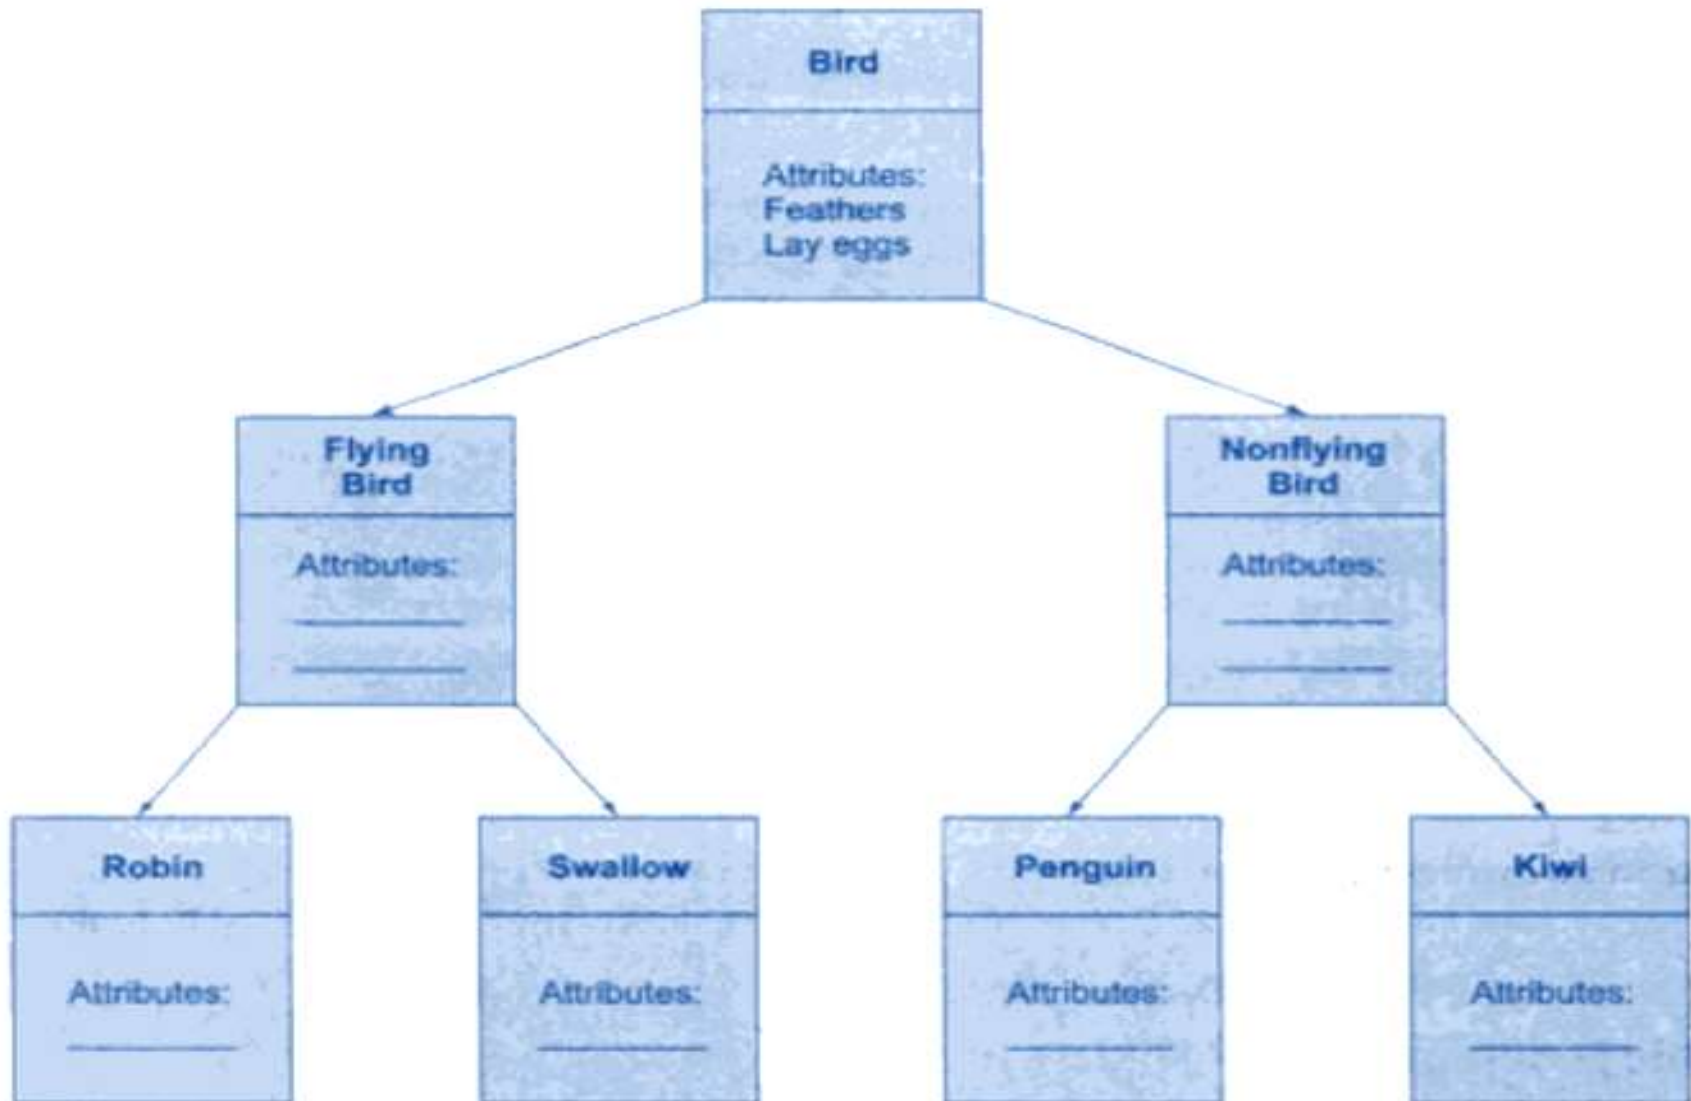 Bird
Attributes:
Feathers
Lay eggs
Flying
Bird
Attributes:
Nonflying
Bird
Attributes:
Robin
Attributes:
Swallow
Attributes:
Penguin
Attributes:
Kiwi
Attributes: